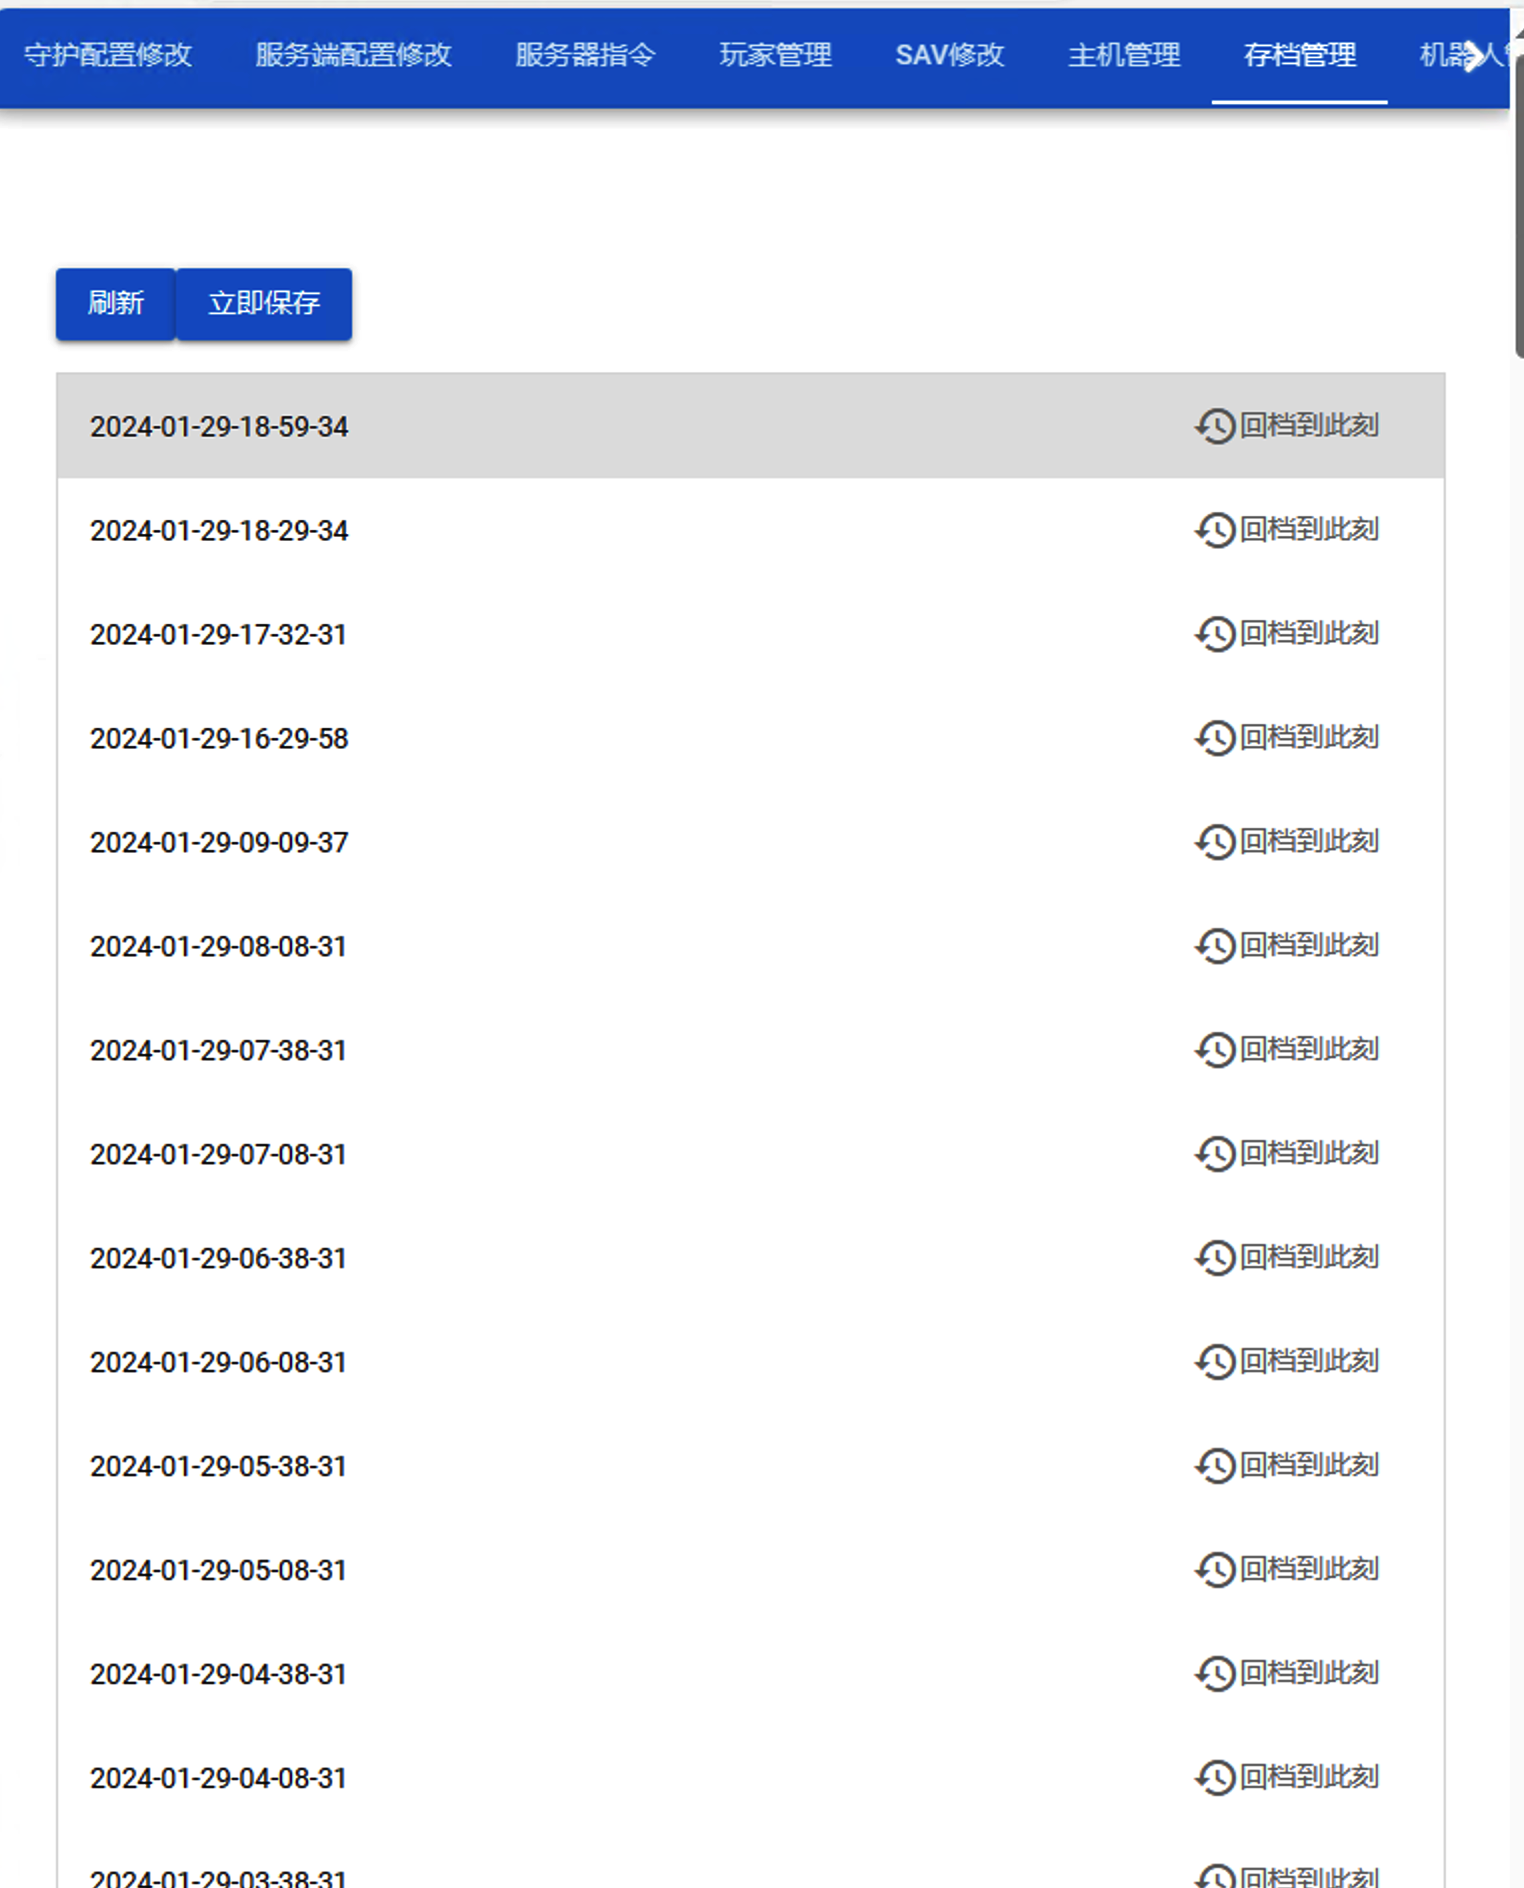 守护配置修改 服务端配置修改 服务器指令 玩家管理 SAV修改 主机管理 存档管理 机器人
刷新 立即保存
2024-01-29-18-59-34 回档到此刻
2024-01-29-18-29-34 回档到此刻
2024-01-29-17-32-31 回档到此刻
2024-01-29-16-29-58 回档到此刻
2024-01-29-09-09-37 回档到此刻
2024-01-29-08-08-31 回档到此刻
2024-01-29-07-38-31 回档到此刻
2024-01-29-07-08-31 回档到此刻
2024-01-29-06-38-31 回档到此刻
2024-01-29-06-08-31 回档到此刻
2024-01-29-05-38-31 回档到此刻
2024-01-29-05-08-31 回档到此刻
2024-01-29-04-38-31 回档到此刻
2024-01-29-04-08-31 回档到此刻
2024-01-29-03-38-31 回档到此刻